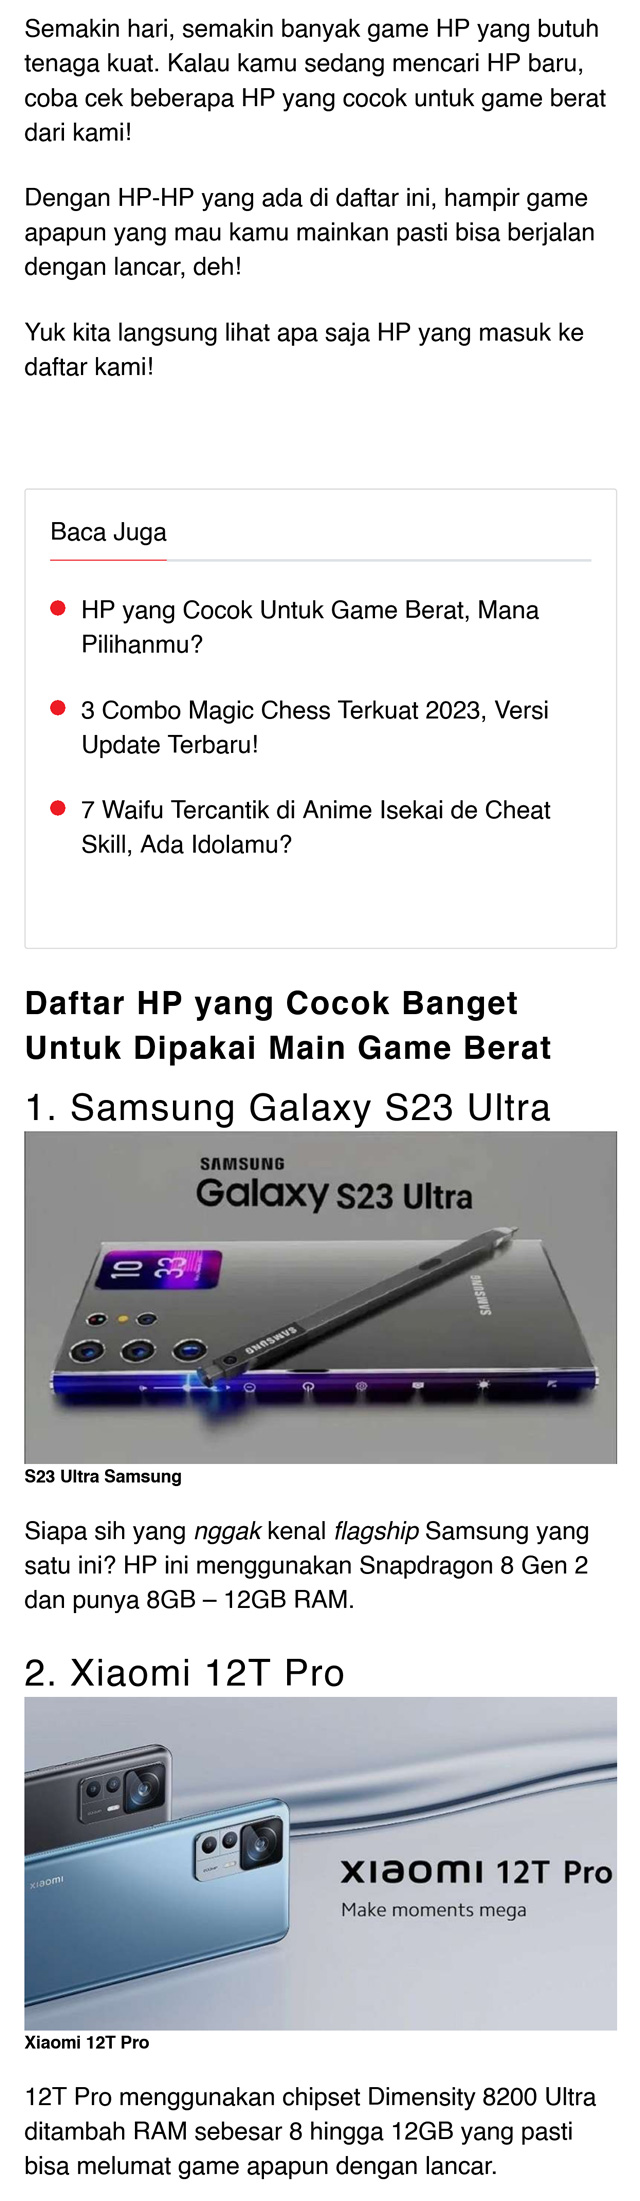 Semakin hari, semakin banyak game HP yang butuh
tenaga kuat. Kalau kamu sedang mencari HP baru,
coba cek beberapa HP yang cocok untuk game berat
dari kami!
Dengan HP-HP yang ada di daftar ini, hampir game
apapun yang mau kamu mainkan pasti bisa berjalan
dengan lancar, deh!
Yuk kita langsung lihat apa saja HP yang masuk ke
daftar kami!
Baca Juga
HP yang Cocok Untuk Game Berat, Mana
Pilihanmu?
3 Combo Magic Chess Terkuat 2023, Versi
Update Terbaru!
7 Waifu Tercantik di Anime Isekai de Cheat
Skill, Ada Idolamu?
Daftar HP yang Cocok Banget
Untuk Dipakai Main Game Berat
1. Samsung Galaxy S23 Ultra
SAMSUNG
Galaxy S23 Ultra
10
33
SAMSUNG
SAMSUNG
S23 Ultra Samsung
Siapa sih yang nggak kenal flagship Samsung yang
satu ini? HP ini menggunakan Snapdragon 8 Gen 2
dan punya 8GB – 12GB RAM.
2. Xiaomi 12T Pro
xiaomi
xiaomi 12T Pro
Make moments mega
Xiaomi 12T Pro
12T Pro menggunakan chipset Dimensity 8200 Ultra
ditambah RAM sebesar 8 hingga 12GB yang pasti
bisa melumat game apapun dengan lancar.